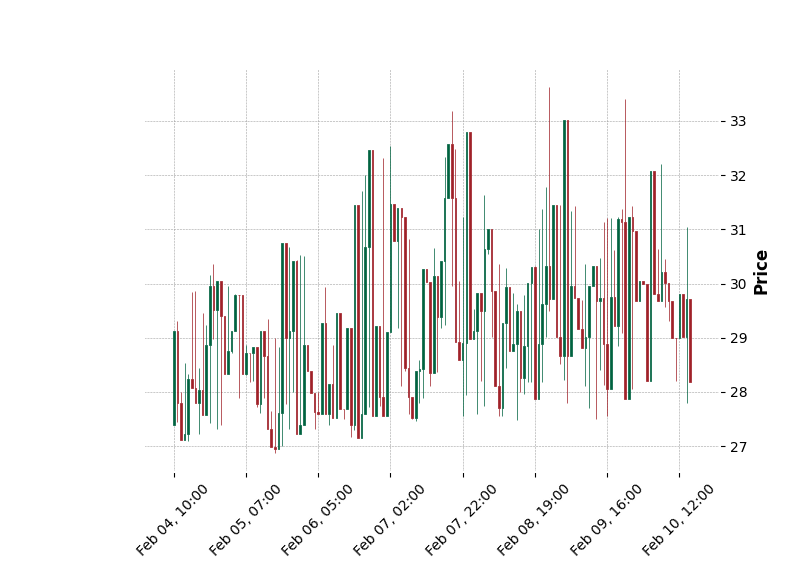 33
32
31
30
29
28
27
Price
Feb 04, 10:00
Feb 05, 07:00
Feb 06, 05:00
Feb 07, 02:00
Feb 07, 22:00
Feb 08, 19:00
Feb 09, 16:00
Feb 10, 12:00